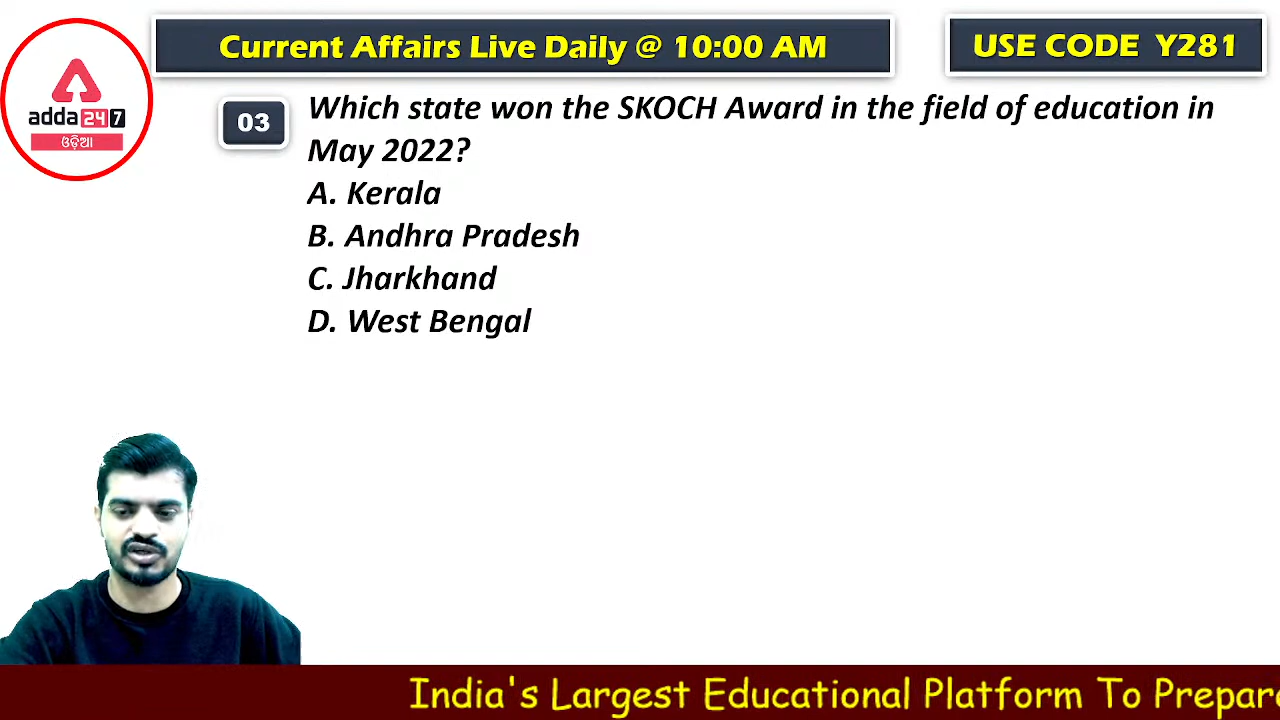 Current Affairs Live Daily @ 10:00 AM
USE CODE Y281
adda 24 7
ଓଡ଼ିଆ
03
Which state won the SKOCH Award in the field of education in
May 2022?
A. Kerala
B. Andhra Pradesh
C. Jharkhand
D. West Bengal
India's Largest Educational Platform To Prepare